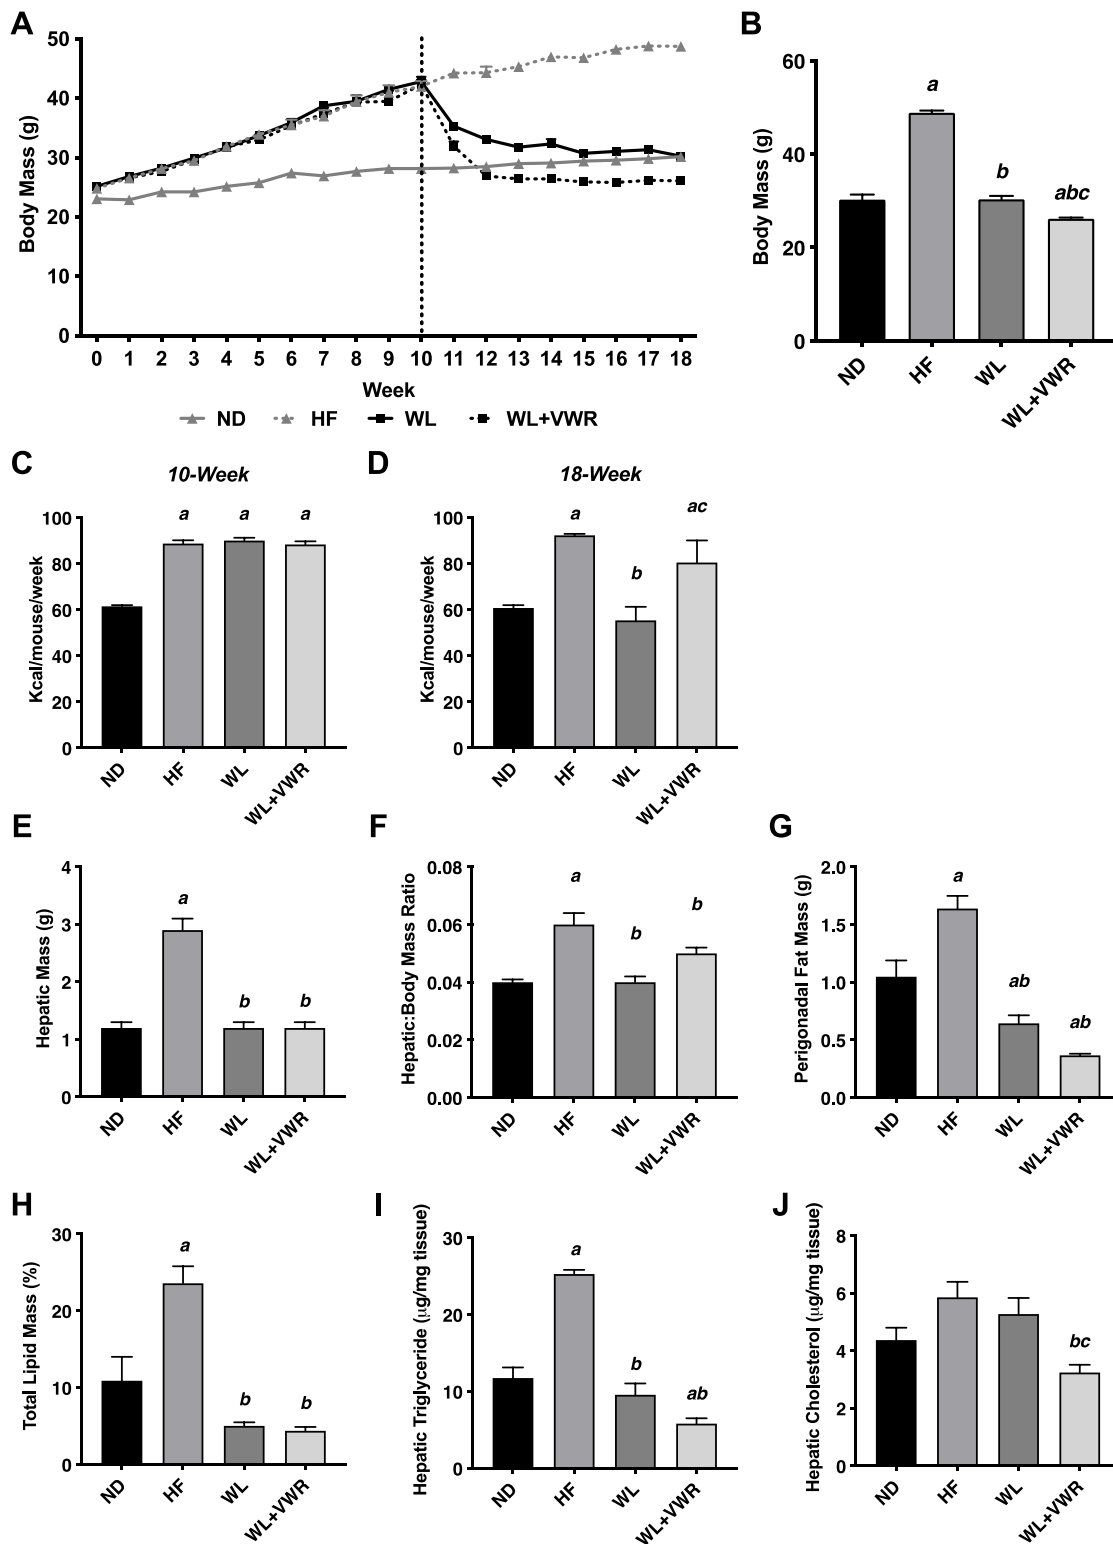 A
Body Mass (g)
50
40
30
20
10
0
0 1 2 3 4 5 6 7 8 9 10 11 12 13 14 15 16 17 18
Week
ND HF WL WL+VWR
B
Body Mass (g)
60
40
20
0
a
b
abc
ND HF WL WL+VWR
C
10-Week
Kcal/mouse/week
100
80
60
40
20
0
a a a
ND HF WL WL+VWR
D
18-Week
Kcal/mouse/week
100
80
60
40
20
0
a
b
ac
ND HF WL WL+VWR
E
Hepatic Mass (g)
4
3
2
1
0
a
b b
ND HF WL WL+VWR
F
Hepatic:Body Mass Ratio
0.08
0.06
0.04
0.02
0.00
a
b
b
ND HF WL WL+VWR
G
Perigonadal Fat Mass (g)
2.0
1.5
1.0
0.5
0.0
a
ab
ab
ND HF WL WL+VWR
H
Total Lipid Mass (%)
30
20
10
0
a
b b
ND HF WL WL+VWR
I
Hepatic Triglyceride (μg/mg tissue)
30
20
10
0
a
b
ab
ND HF WL WL+VWR
J
Hepatic Cholesterol (μg/mg tissue)
8
6
4
2
0
bc
ND HF WL WL+VWR